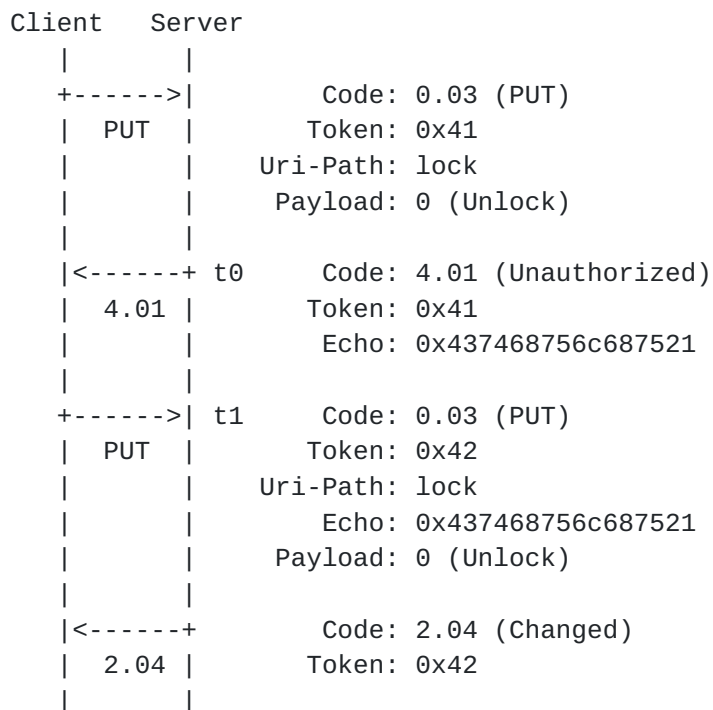 Client   Server
   |       |
   +------>|        Code: 0.03 (PUT)
   |  PUT  |       Token: 0x41
   |       |    Uri-Path: lock
   |       |     Payload: 0 (Unlock)
   |       |
   |<------+ t0     Code: 4.01 (Unauthorized)
   |  4.01 |       Token: 0x41
   |       |        Echo: 0x437468756c687521
   |       |
   +------>| t1     Code: 0.03 (PUT)
   |  PUT  |       Token: 0x42
   |       |    Uri-Path: lock
   |       |        Echo: 0x437468756c687521
   |       |     Payload: 0 (Unlock)
   |       |
   |<------+        Code: 2.04 (Changed)
   |  2.04 |       Token: 0x42
   |       |